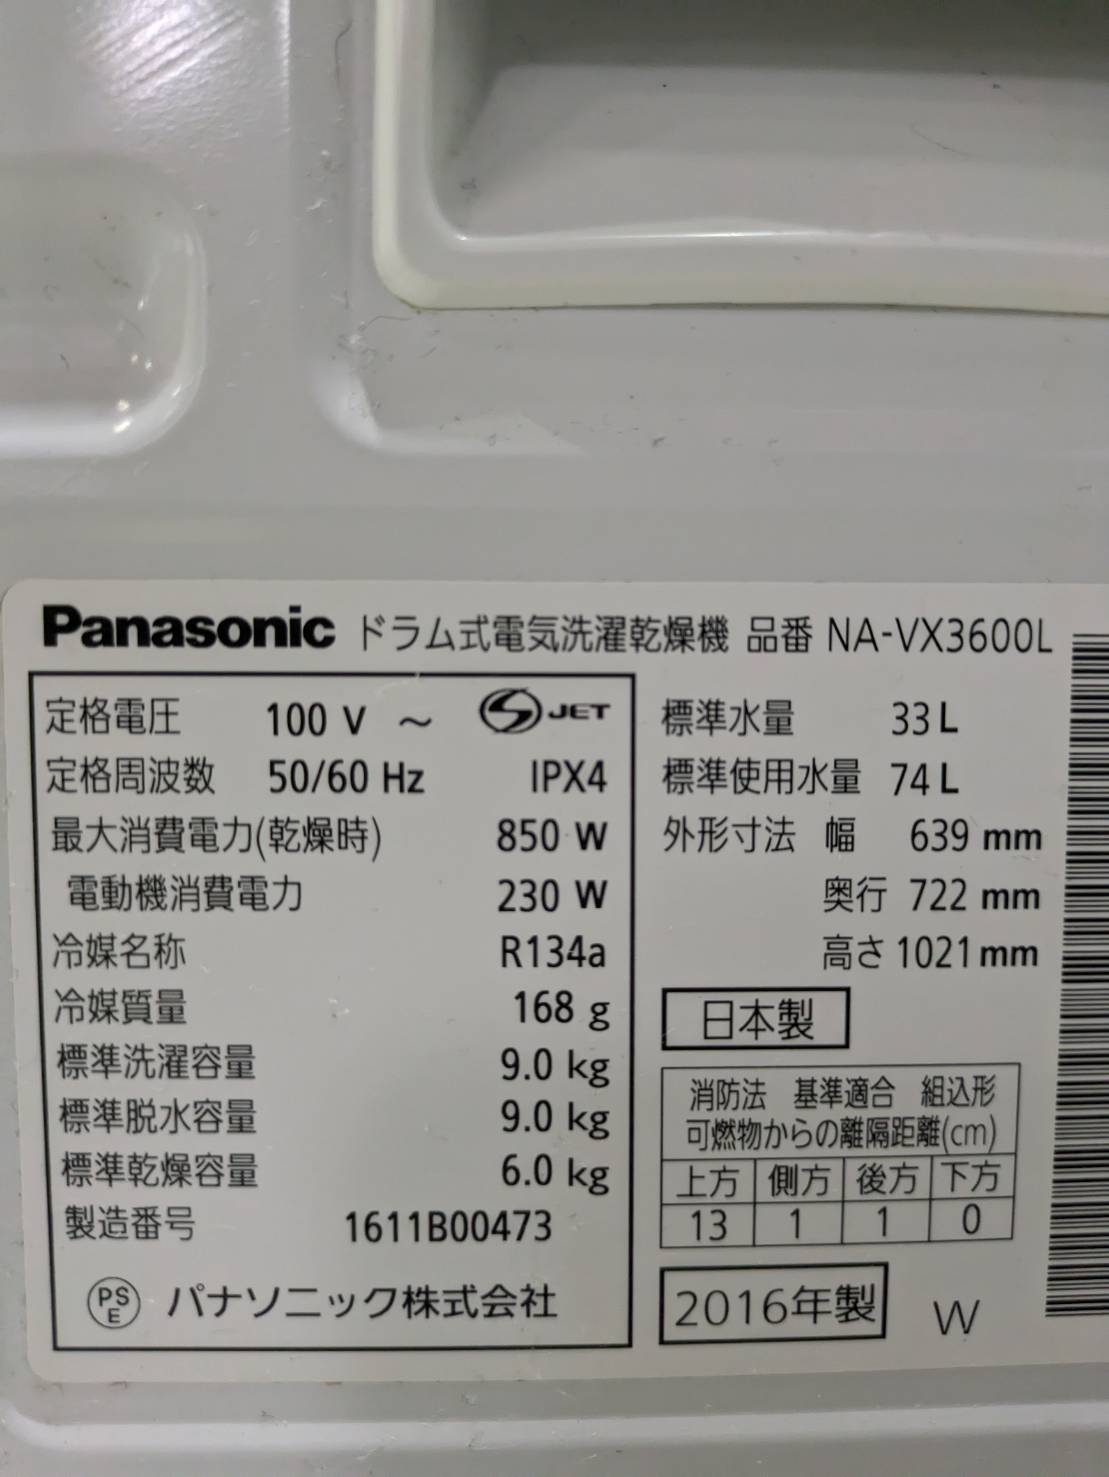 Panasonic ドラム式電気洗濯乾燥機 品番 NA-VX3600L
定格電圧 100 V ～ S JET
定格周波数 50/60 Hz IPX4
最大消費電力(乾燥時) 850 W
電動機消費電力 230 W
冷媒名称 R134a
冷媒質量 168 g
標準洗濯容量 9.0 kg
標準脱水容量 9.0 kg
標準乾燥容量 6.0 kg
製造番号 1611B00473
PSE パナソニック株式会社
標準水量 33L
標準使用水量 74L
外形寸法 幅 639 mm
奥行 722 mm
高さ 1021mm
日本製
消防法 基準適合 組込形
可燃物からの離隔距離(cm)
上方 側方 後方 下方
13 1 1 0
2016年製 W